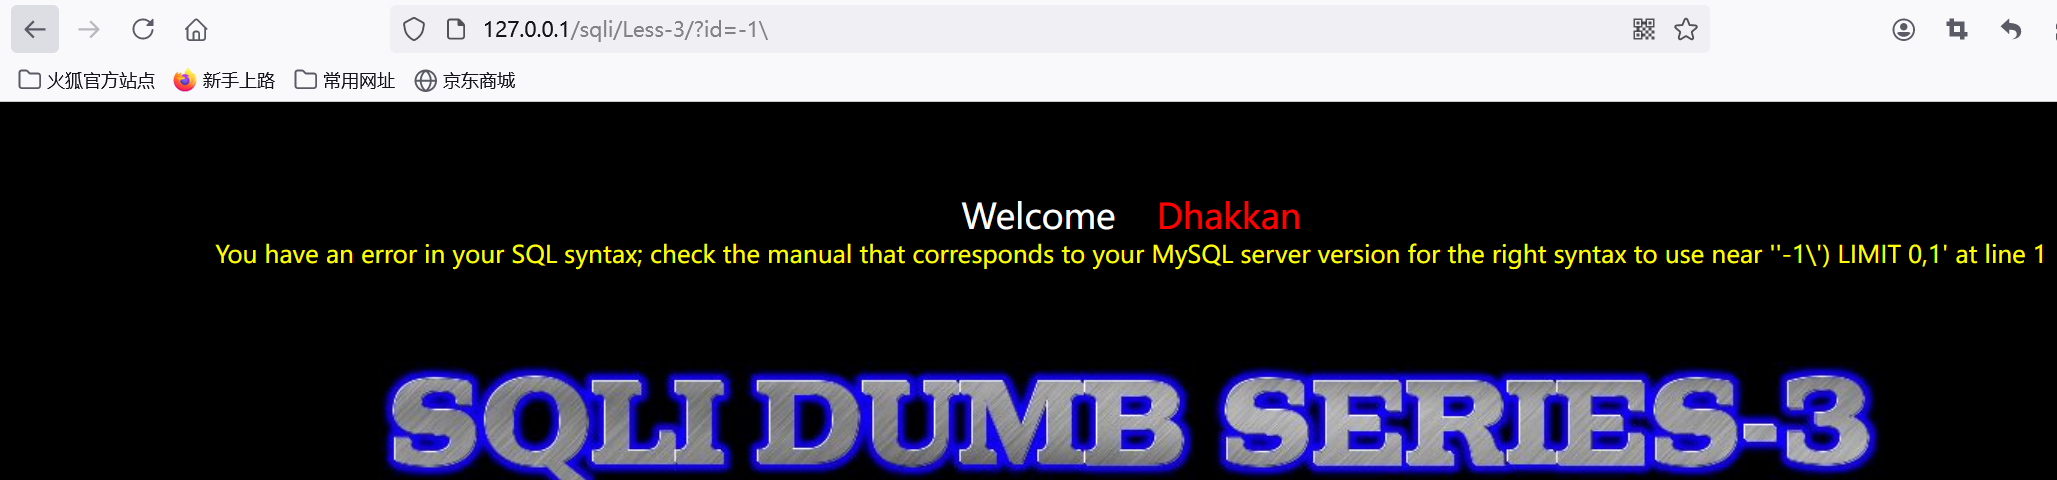 127.0.0.1/sqli/Less-3/?id=-1\
火狐官方站点 新手上路 常用网址 京东商城
Welcome Dhakkan
You have an error in your SQL syntax; check the manual that corresponds to your MySQL server version for the right syntax to use near ''-1\') LIMIT 0,1' at line 1
SQLI DUMB SERIES-3